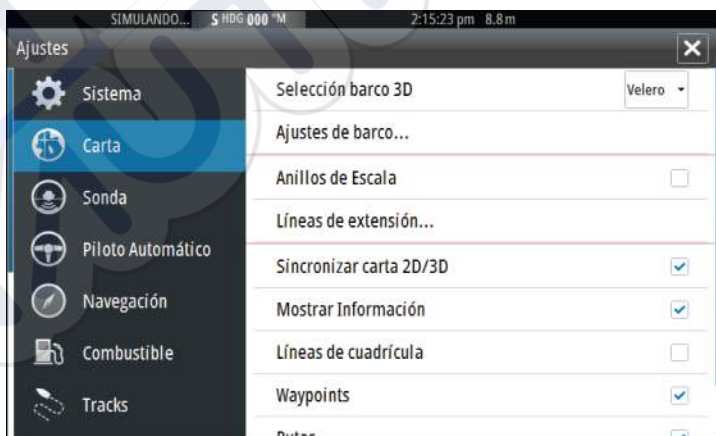 SIMULANDO... S HDG 000 °M 2:15:23 pm 8.8 m
Ajustes
Sistema
Carta
Sonda
Piloto Automático
Navegación
Combustible
Tracks
Selección barco 3D Velero
Ajustes de barco...
Anillos de Escala
Líneas de extensión...
Sincronizar carta 2D/3D
Mostrar Información
Líneas de cuadrícula
Waypoints